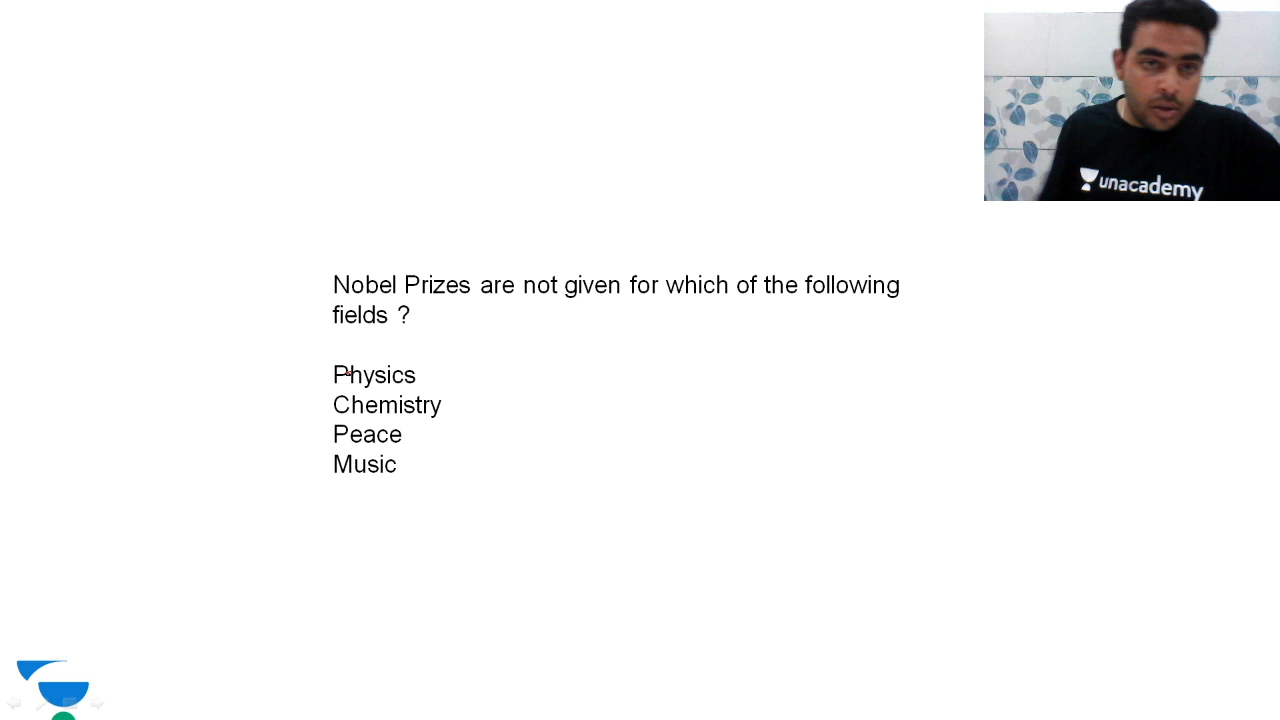 unacademy
Nobel Prizes are not given for which of the following
fields ?
Physics
Chemistry
Peace
Music